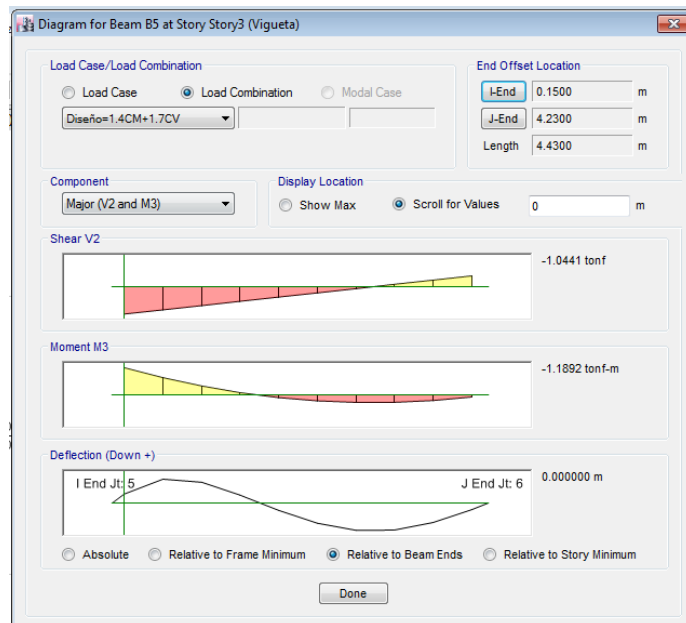 Diagram for Beam B5 at Story Story3 (Vigueta)
Load Case/Load Combination
Load Case
Load Combination
Modal Case
Diseño=1.4CM+1.7CV
End Offset Location
I-End 0.1500 m
J-End 4.2300 m
Length 4.4300 m
Component
Major (V2 and M3)
Display Location
Show Max
Scroll for Values
0 m
Shear V2
-1.0441 tonf
Moment M3
-1.1892 tonf-m
Deflection (Down +)
I End Jt: 5
J End Jt: 6
0.000000 m
Absolute
Relative to Frame Minimum
Relative to Beam Ends
Relative to Story Minimum
Done